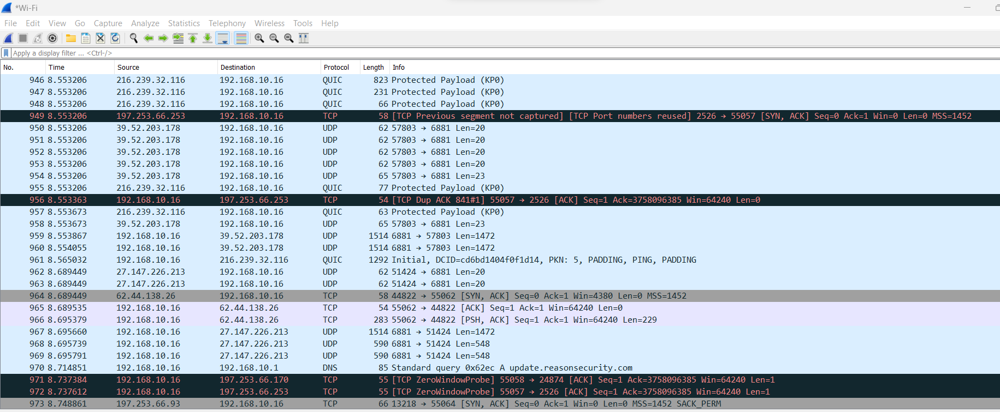 *Wi-Fi
File Edit View Go Capture Analyze Statistics Telephony Wireless Tools Help
Apply a display filter ... <Ctrl-/>
No. Time Source Destination Protocol Length Info
946 8.553206 216.239.32.116 192.168.10.16 QUIC 823 Protected Payload (KP0)
947 8.553206 216.239.32.116 192.168.10.16 QUIC 231 Protected Payload (KP0)
948 8.553206 216.239.32.116 192.168.10.16 QUIC 66 Protected Payload (KP0)
949 8.553206 197.253.66.253 192.168.10.16 TCP 58 [TCP Previous segment not captured] [TCP Port numbers reused] 2526 → 55057 [SYN, ACK] Seq=0 Ack=1 Win=0 Len=0 MSS=1452
950 8.553206 39.52.203.178 192.168.10.16 UDP 62 57803 → 6881 Len=20
951 8.553206 39.52.203.178 192.168.10.16 UDP 62 57803 → 6881 Len=20
952 8.553206 39.52.203.178 192.168.10.16 UDP 62 57803 → 6881 Len=20
953 8.553206 39.52.203.178 192.168.10.16 UDP 62 57803 → 6881 Len=20
954 8.553206 39.52.203.178 192.168.10.16 UDP 65 57803 → 6881 Len=23
955 8.553206 216.239.32.116 192.168.10.16 QUIC 77 Protected Payload (KP0)
956 8.553363 192.168.10.16 197.253.66.253 TCP 54 [TCP Dup ACK 841#1] 55057 → 2526 [ACK] Seq=1 Ack=3758096385 Win=64240 Len=0
957 8.553673 216.239.32.116 192.168.10.16 QUIC 63 Protected Payload (KP0)
958 8.553673 39.52.203.178 192.168.10.16 UDP 65 57803 → 6881 Len=23
959 8.553867 192.168.10.16 39.52.203.178 UDP 1514 6881 → 57803 Len=1472
960 8.554055 192.168.10.16 39.52.203.178 UDP 1514 6881 → 57803 Len=1472
961 8.565032 192.168.10.16 216.239.32.116 QUIC 1292 Initial, DCID=cd6bd1404f0f1d14, PKN: 5, PADDING, PING, PADDING
962 8.689449 27.147.226.213 192.168.10.16 UDP 62 51424 → 6881 Len=20
963 8.689449 27.147.226.213 192.168.10.16 UDP 62 51424 → 6881 Len=20
964 8.689449 62.44.138.26 192.168.10.16 TCP 58 44822 → 55062 [SYN, ACK] Seq=0 Ack=1 Win=4380 Len=0 MSS=1452
965 8.689535 192.168.10.16 62.44.138.26 TCP 54 55062 → 44822 [ACK] Seq=1 Ack=1 Win=64240 Len=0
966 8.695379 192.168.10.16 62.44.138.26 TCP 283 55062 → 44822 [PSH, ACK] Seq=1 Ack=1 Win=64240 Len=229
967 8.695660 192.168.10.16 27.147.226.213 UDP 1514 6881 → 51424 Len=1472
968 8.695739 192.168.10.16 27.147.226.213 UDP 590 6881 → 51424 Len=548
969 8.695791 192.168.10.16 27.147.226.213 UDP 590 6881 → 51424 Len=548
970 8.714851 192.168.10.16 192.168.10.1 DNS 85 Standard query 0x62ec A update.reasonsecurity.com
971 8.737384 192.168.10.16 197.253.66.170 TCP 55 [TCP ZeroWindowProbe] 55058 → 24874 [ACK] Seq=1 Ack=3758096385 Win=64240 Len=1
972 8.737612 192.168.10.16 197.253.66.253 TCP 55 [TCP ZeroWindowProbe] 55057 → 2526 [ACK] Seq=1 Ack=3758096385 Win=64240 Len=1
973 8.748861 197.253.66.93 192.168.10.16 TCP 66 13218 → 55064 [SYN, ACK] Seq=0 Ack=1 Win=0 Len=0 MSS=1452 SACK_PERM